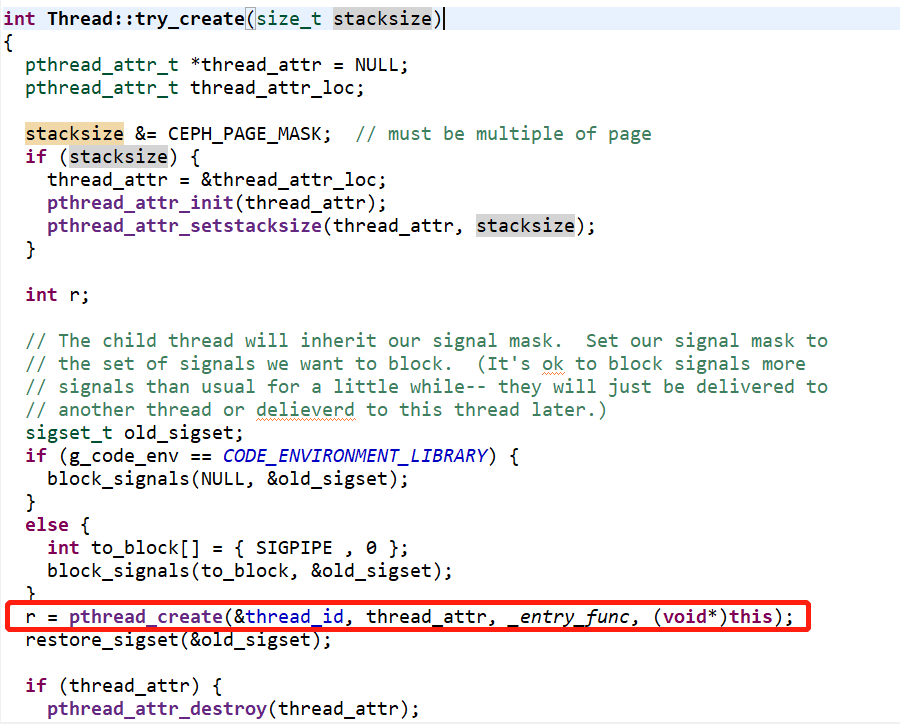 int Thread::try_create(size_t stacksize)
{
  pthread_attr_t *thread_attr = NULL;
  pthread_attr_t thread_attr_loc;

  stacksize &= CEPH_PAGE_MASK;  // must be multiple of page
  if (stacksize) {
    thread_attr = &thread_attr_loc;
    pthread_attr_init(thread_attr);
    pthread_attr_setstacksize(thread_attr, stacksize);
  }

  int r;

  // The child thread will inherit our signal mask.  Set our signal mask to
  // the set of signals we want to block.  (It's ok to block signals more
  // signals than usual for a little while-- they will just be delivered to
  // another thread or delieverd to this thread later.)
  sigset_t old_sigset;
  if (g_code_env == CODE_ENVIRONMENT_LIBRARY) {
    block_signals(NULL, &old_sigset);
  }
  else {
    int to_block[] = { SIGPIPE , 0 };
    block_signals(to_block, &old_sigset);
  }
  r = pthread_create(&thread_id, thread_attr, _entry_func, (void*)this);
  restore_sigset(&old_sigset);

  if (thread_attr) {
    pthread_attr_destroy(thread_attr);